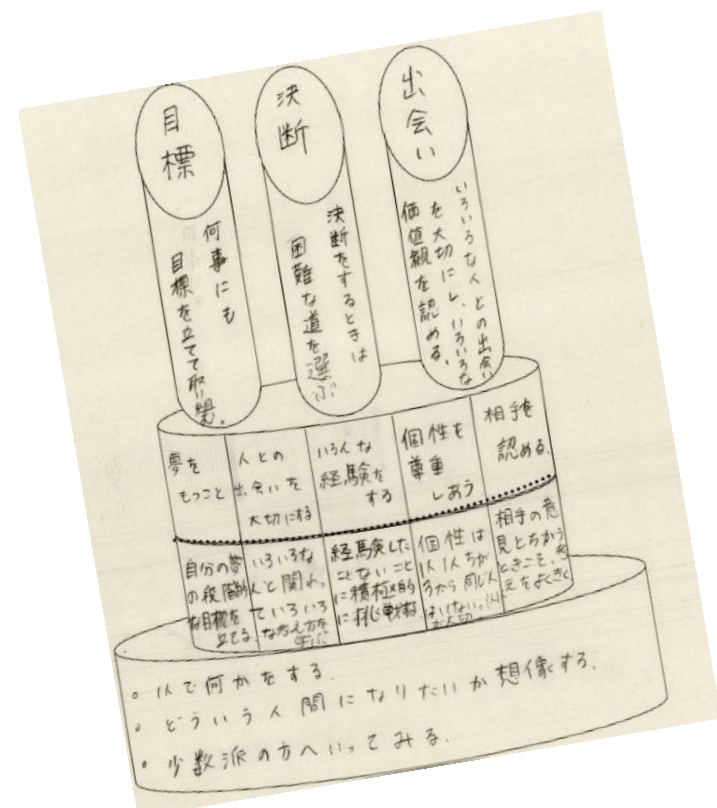 目
標
何事にも
目標を立てて取り組む。
決
断
決断をするときは
困難な道を選ぶ
出
会
い
いろいろな人との出会い
を大切にし、いろいろな
価値観を認める。
夢を
もつこと
人との
出会いを
大切にする
いろんな
経験を
する
個性を
尊重
しあう
相手を
認める。
自分の夢
の段階的
な目標を
立てる。
いろいろな
人と関わっ
ていろいろ
な考え方を
学ぶ
経験した
ことないこと
に積極的
に挑戦する
個性は
1人1人ちが
うから同じ人
はいない。1人1人
が大切
相手の意
見とちがう
ときこそ、考
えをよくきく
。1人で何かをする。
。どういう人間になりたいか想像する。
。少数派の方へいってみる。